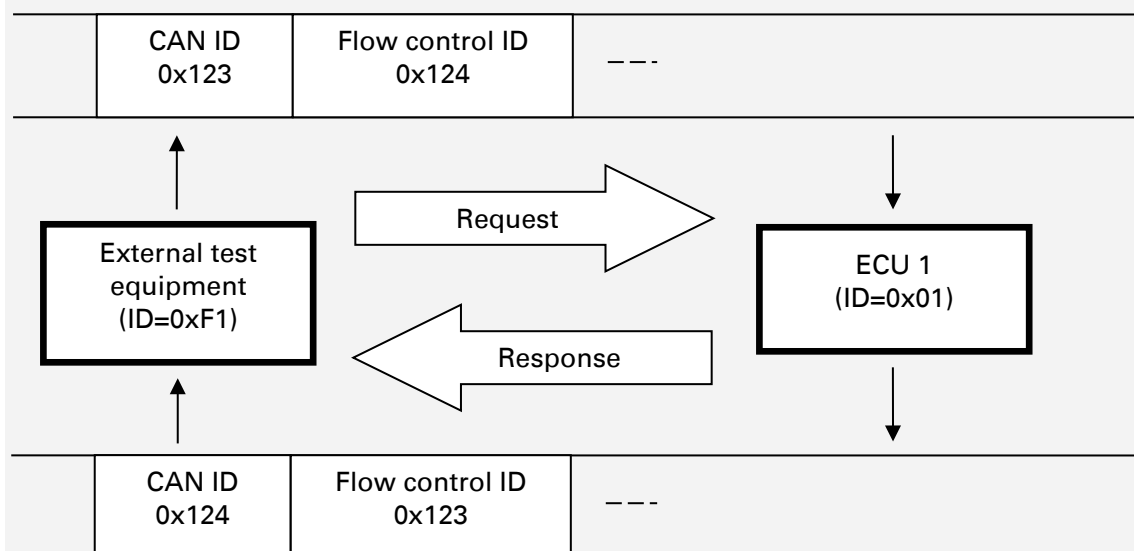 CAN ID
0x123
Flow control ID
0x124
Request
External test
equipment
(ID=0xF1)
ECU 1
(ID=0x01)
Response
CAN ID
0x124
Flow control ID
0x123